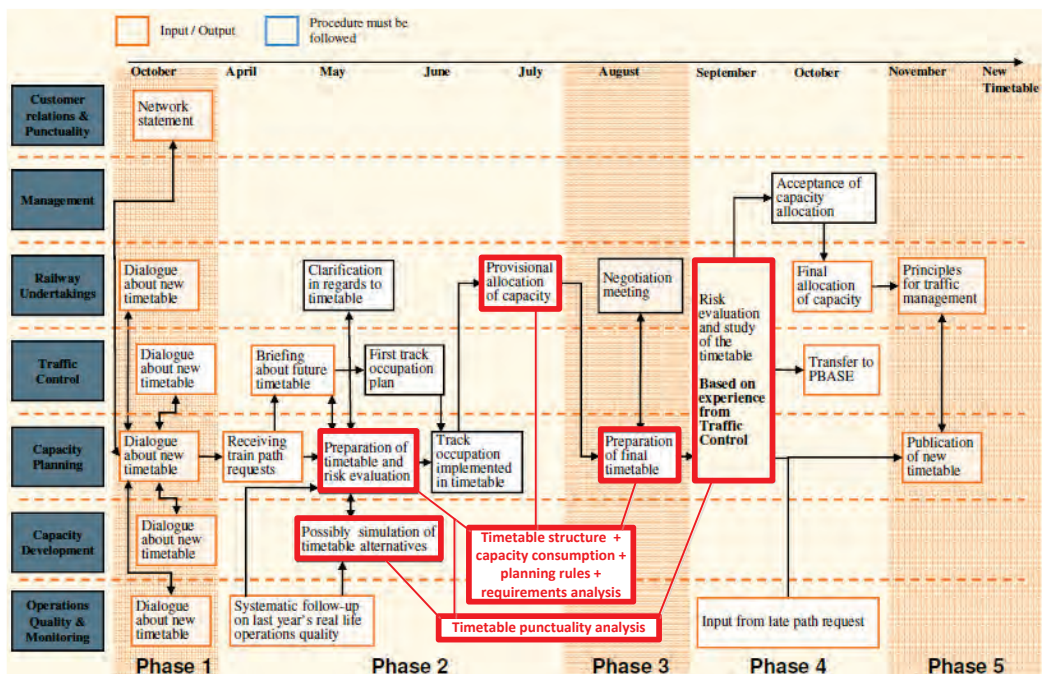 Input / Output
Procedure must be
followed
October
April
May
June
July
August
September
October
November
New
Timetable
Customer
relations &
Punctuality
Network
statement
Management
Acceptance of
capacity
allocation
Railway
Undertakings
Dialogue
about new
timetable
Clarification
in regards to
timetable
Provisional
allocation
of capacity
Negotiation
meeting
Risk
evaluation
and study
of the
timetable
Based on
experience
from
Traffic
Control
Final
allocation
of capacity
Principles
for traffic
management
Traffic
Control
Dialogue
about new
timetable
Briefing
about future
timetable
First track
occupation
plan
Transfer to
PBASE
Capacity
Planning
Dialogue
about new
timetable
Receiving
train path
requests
Preparation of
timetable and
risk evaluation
Track
occupation
implemented
in timetable
Preparation
of final
timetable
Publication
of new
timetable
Capacity
Development
Dialogue
about new
timetable
Possibly simulation of
timetable alternatives
Timetable structure +
capacity consumption +
planning rules +
requirements analysis
Operations
Quality &
Monitoring
Dialogue
about new
timetable
Systematic follow-up
on last year's real life
operations quality
Timetable punctuality analysis
Input from late path request
Phase 1
Phase 2
Phase 3
Phase 4
Phase 5